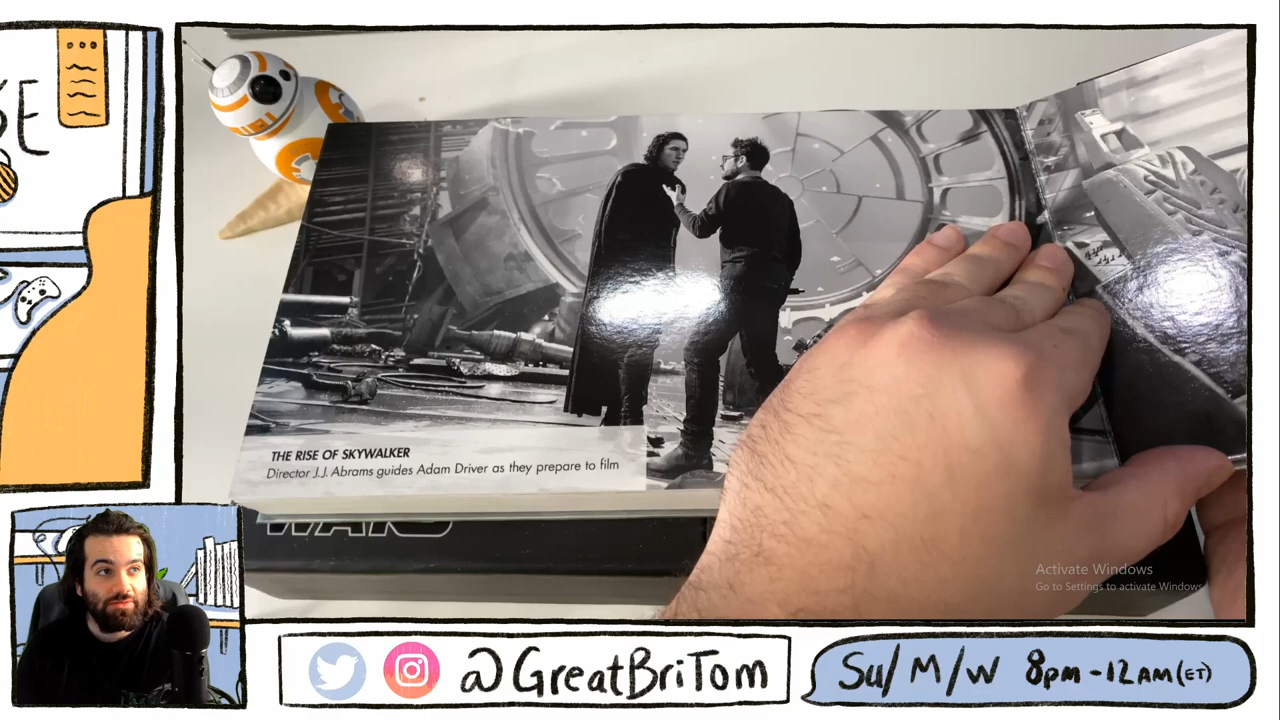 THE RISE OF SKYWALKER
Director J.J. Abrams guides Adam Driver as they prepare to film
WARS
Activate Windows
Go to Settings to activate Windows.
@GreatBriTom
Su/M/W 8pm-12AM(ET)